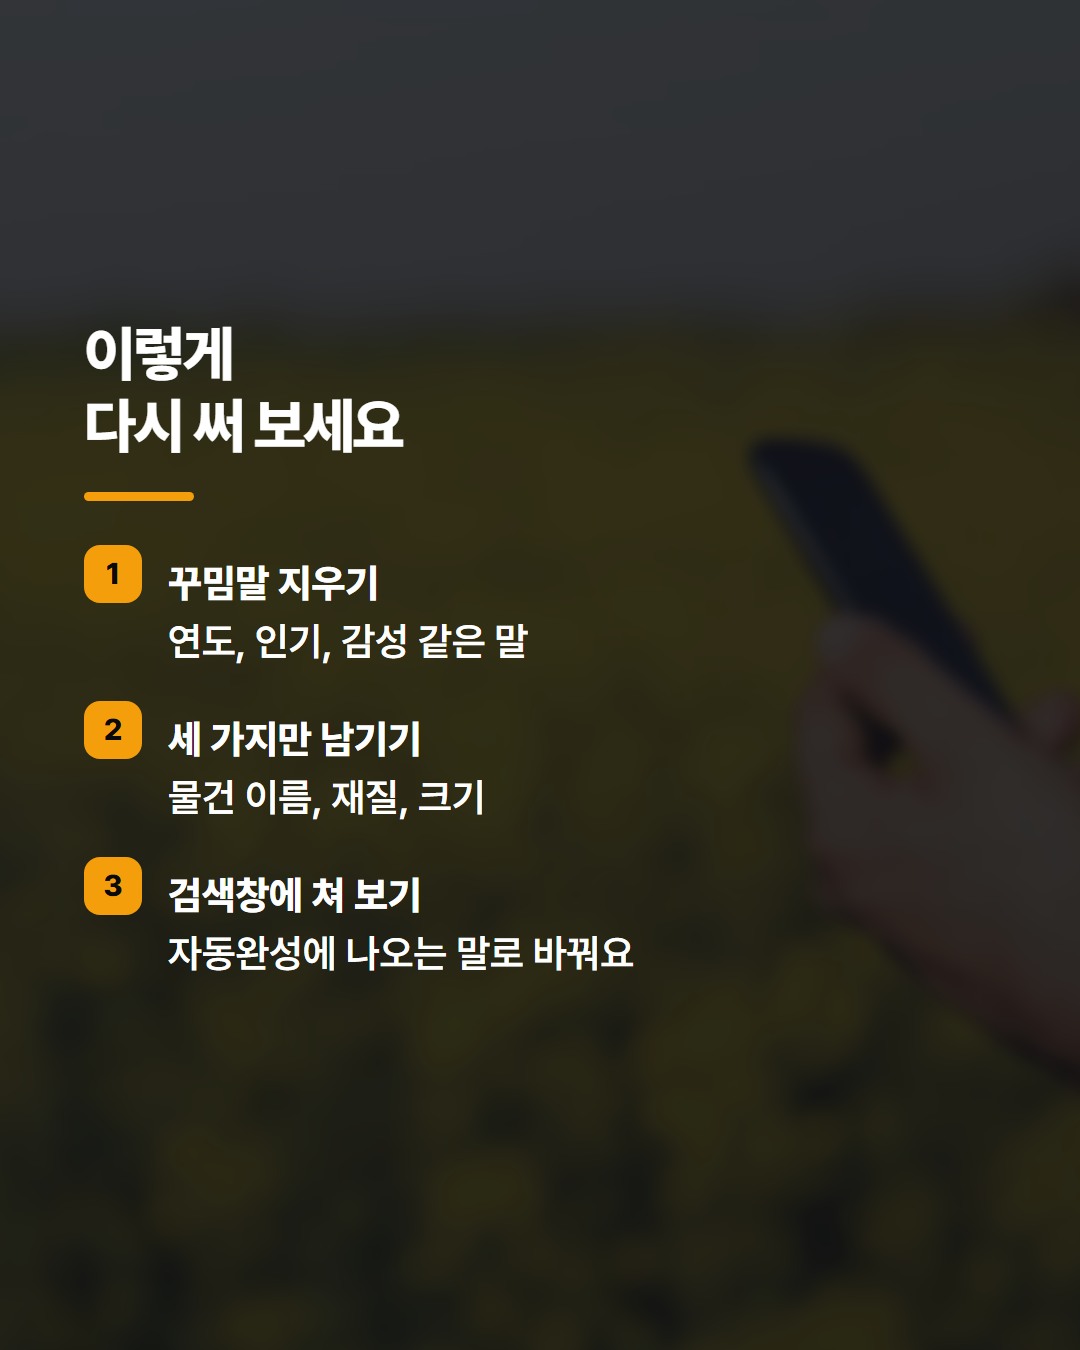 이렇게
다시 써 보세요
1 꾸밈말 지우기
연도, 인기, 감성 같은 말
2 세 가지만 남기기
물건 이름, 재질, 크기
3 검색창에 쳐 보기
자동완성에 나오는 말로 바꿔요